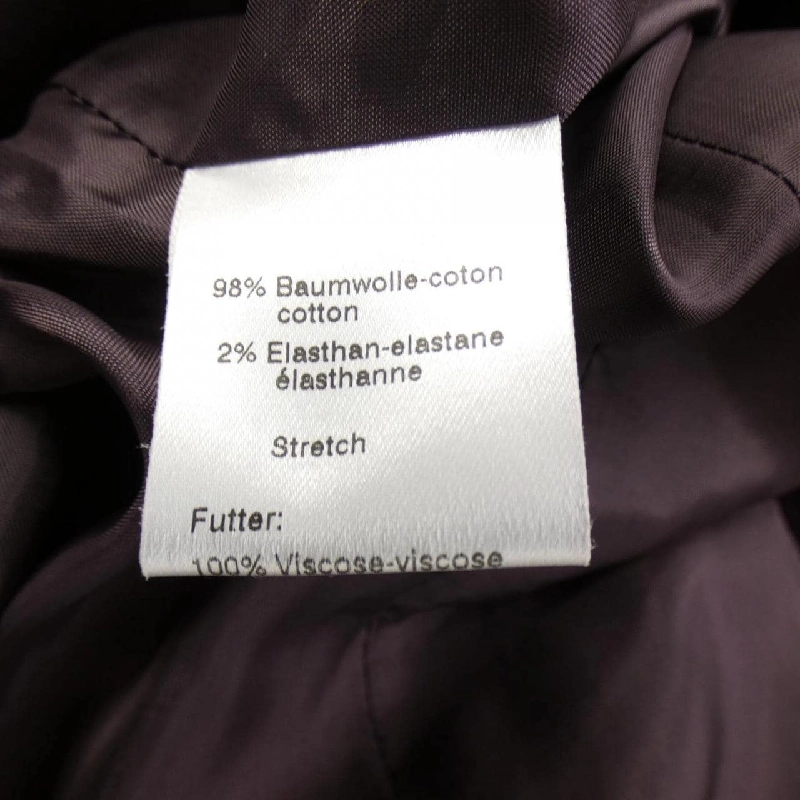 98% Baumwolle-coton
cotton
2% Elasthan-elastane
élasthanne
Stretch
Futter:
100% Viscose-viscose